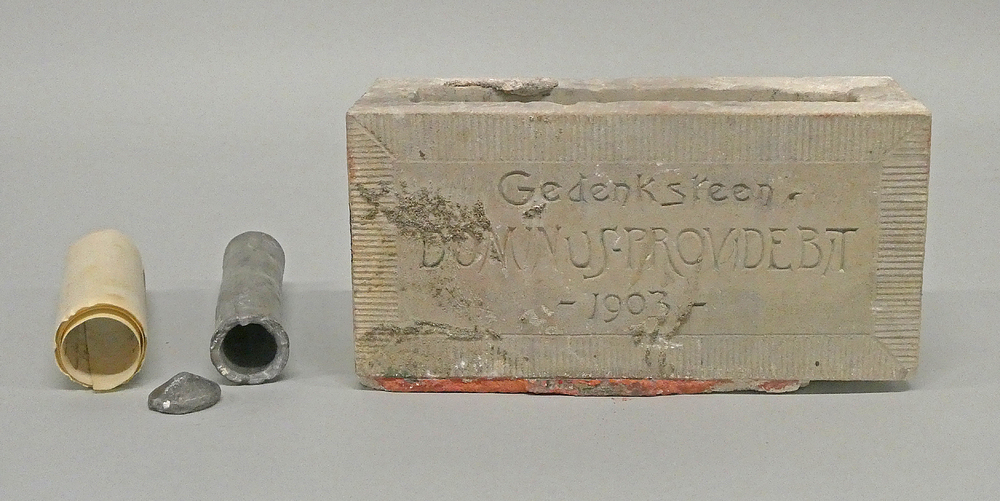 Gedenksteen.
DOMINUS-PROVIDEBIT
- 1903 -